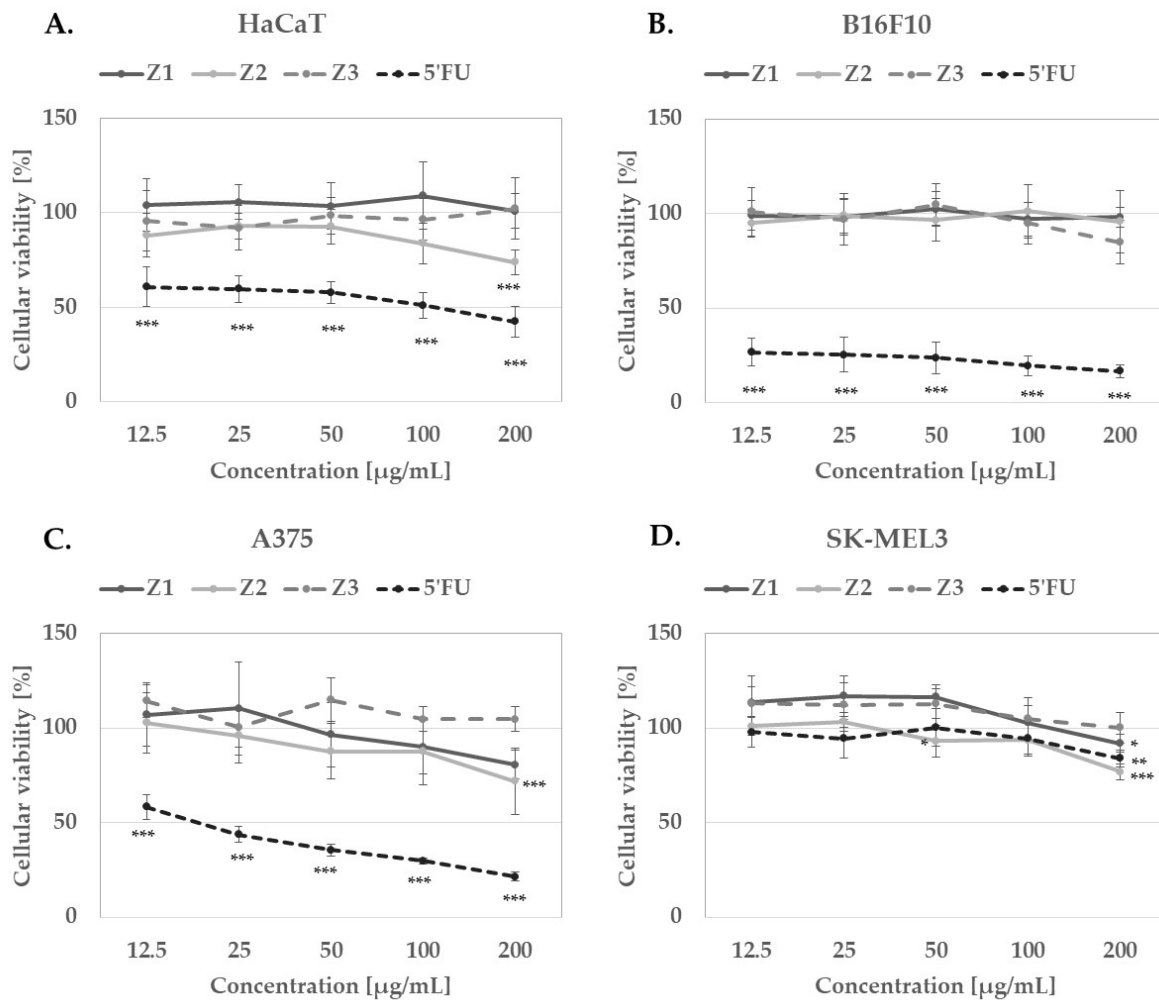 A. HaCaT
Z1 Z2 Z3 5'FU
Cellular viability [%]
150
100
50
0
***
*** *** *** *** ***
12.5 25 50 100 200
Concentration [µg/mL]
B. B16F10
Z1 Z2 Z3 5'FU
Cellular viability [%]
150
100
50
0
*** *** *** *** ***
12.5 25 50 100 200
Concentration [µg/mL]
C. A375
Z1 Z2 Z3 5'FU
Cellular viability [%]
150
100
50
0
***
*** *** *** *** ***
12.5 25 50 100 200
Concentration [µg/mL]
D. SK-MEL3
Z1 Z2 Z3 5'FU
Cellular viability [%]
150
100
50
0
* *
**
***
12.5 25 50 100 200
Concentration [µg/mL]